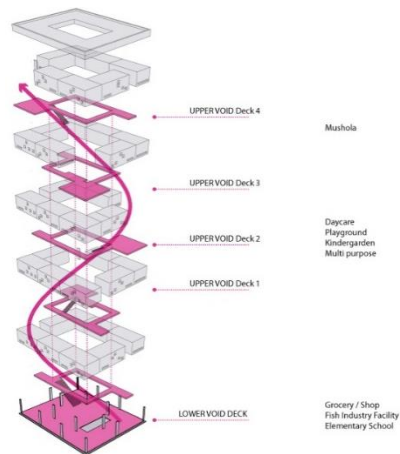 UPPER VOID Deck 4
Mushola
UPPER VOID Deck 3
UPPER VOID Deck 2
Daycare
Playground
Kindergarden
Multi purpose
UPPER VOID Deck 1
LOWER VOID DECK
Grocery / Shop
Fish Industry Facility
Elementary School